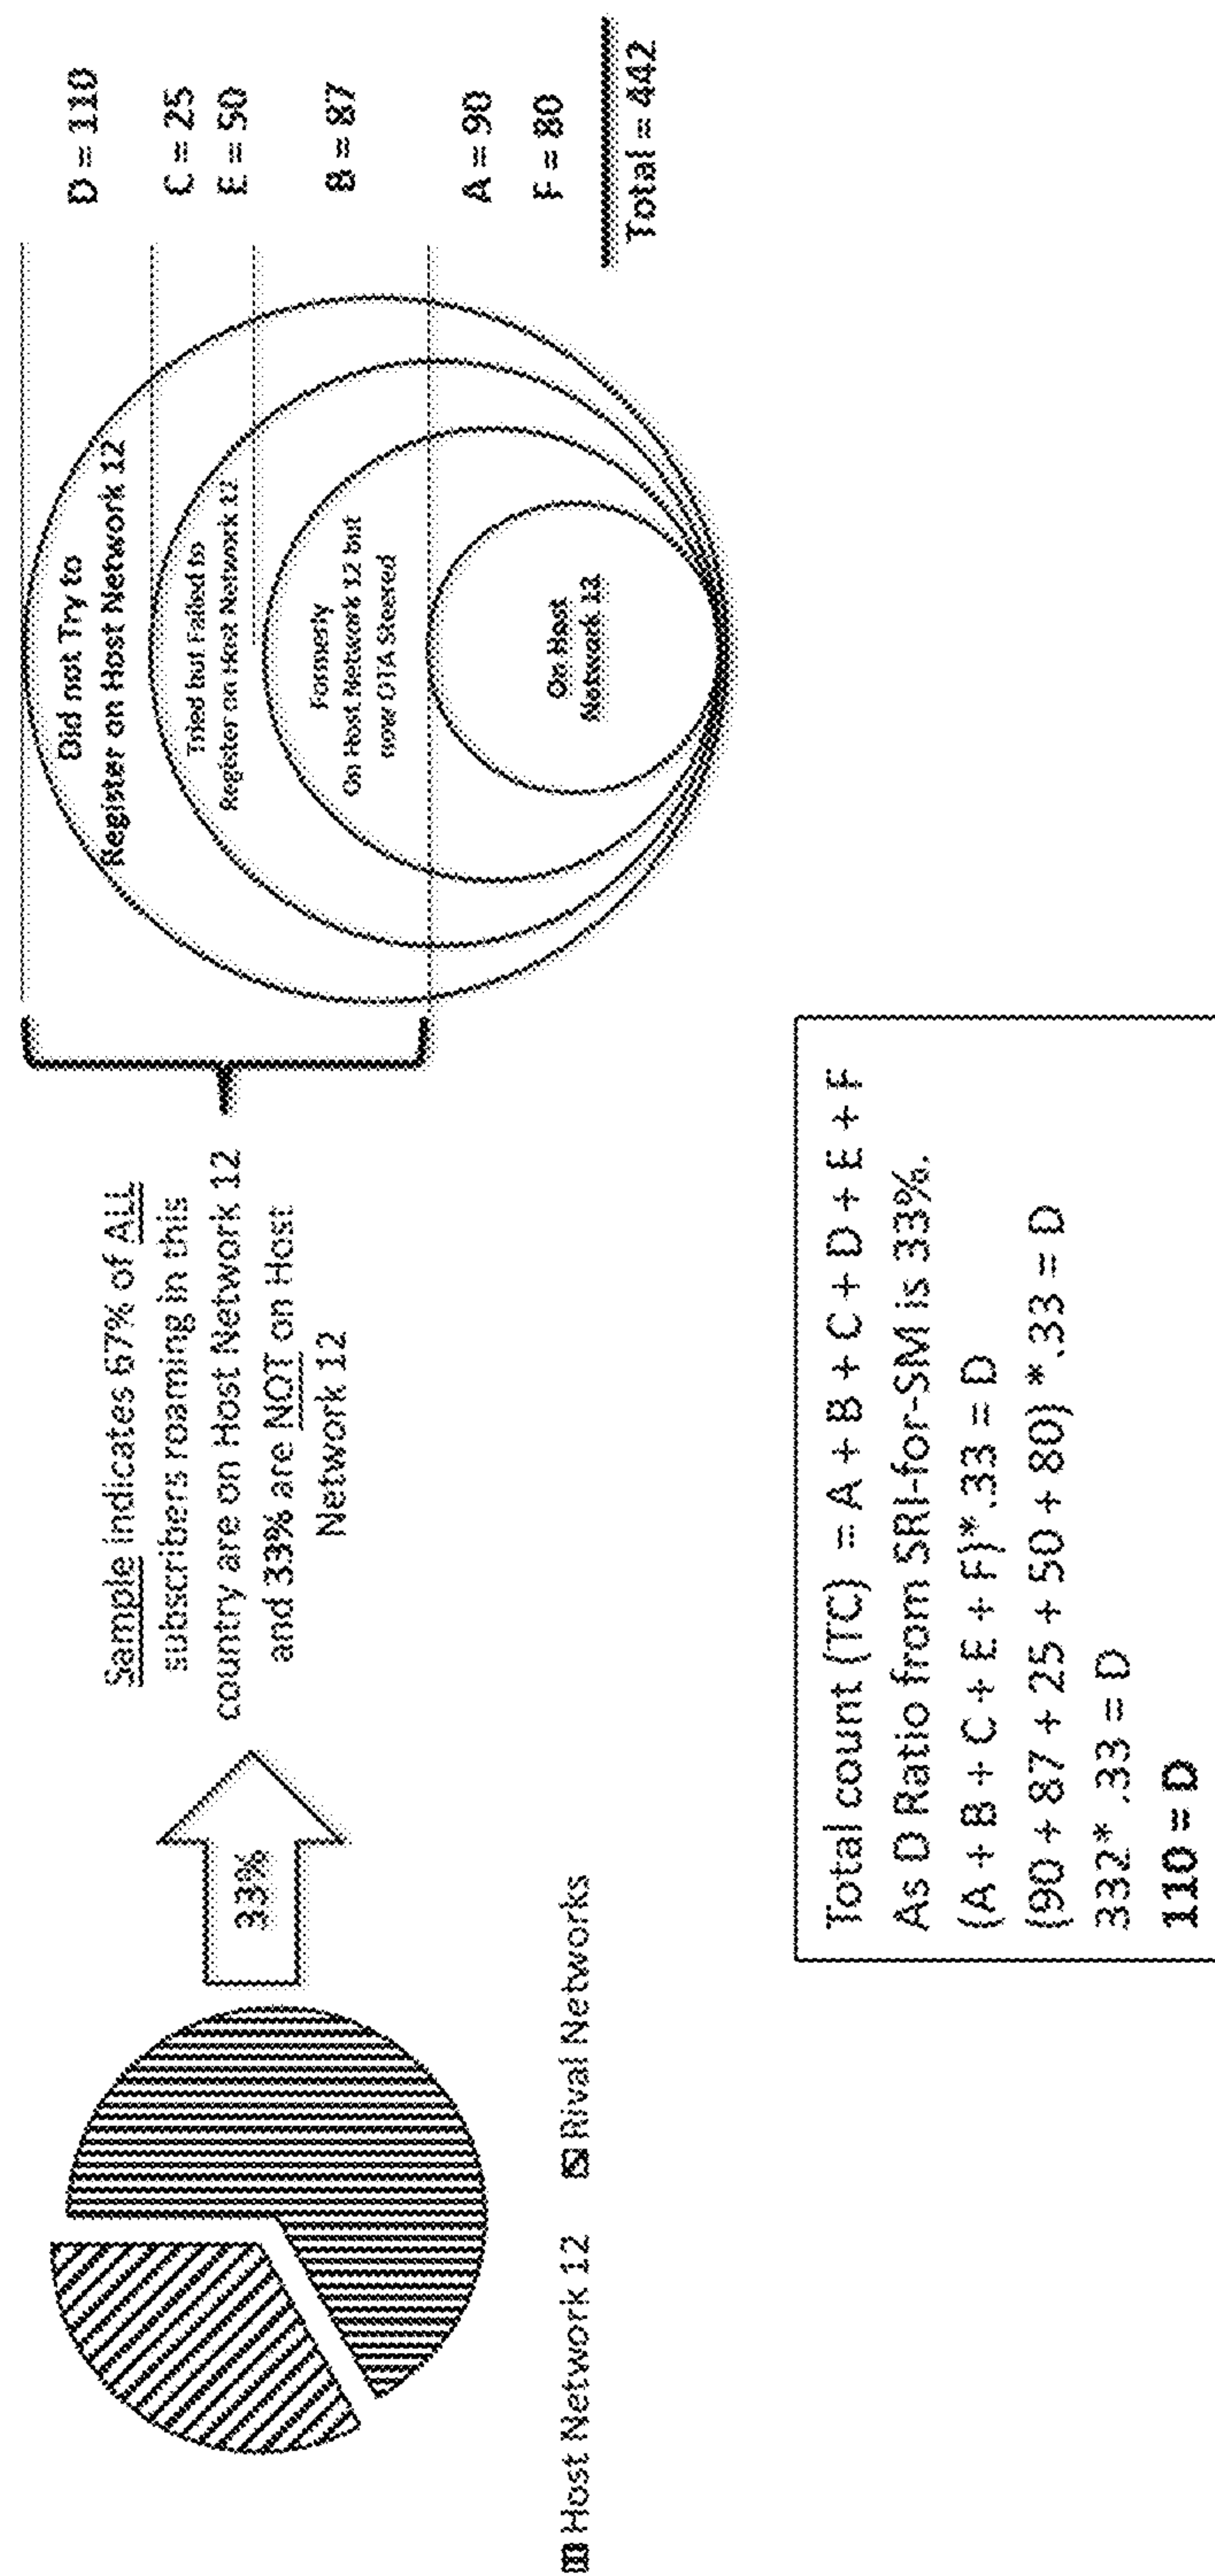 Host Network 12
Rival Networks
33%
Sample indicates 67% of ALL
subscribers roaming in this
country are on Host Network 12
and 33% are NOT on Host
Network 12
Did not Try to
Register on Host Network 12
Tried but Failed to
Register on Host Network 12
Formerly
On Host Network 12 but
now OTA Steered
On Host
Network 12
D = 110
C = 25
E = 50
B = 87
A = 90
F = 80
Total = 442
Total count (TC) = A + B + C + D + E + F
As D Ratio from SRI-for-SM is 33%.
(A + B + C + E + F)*.33 = D
(90 + 87 + 25 + 50 + 80) *.33 = D
332* .33 = D
110 = D